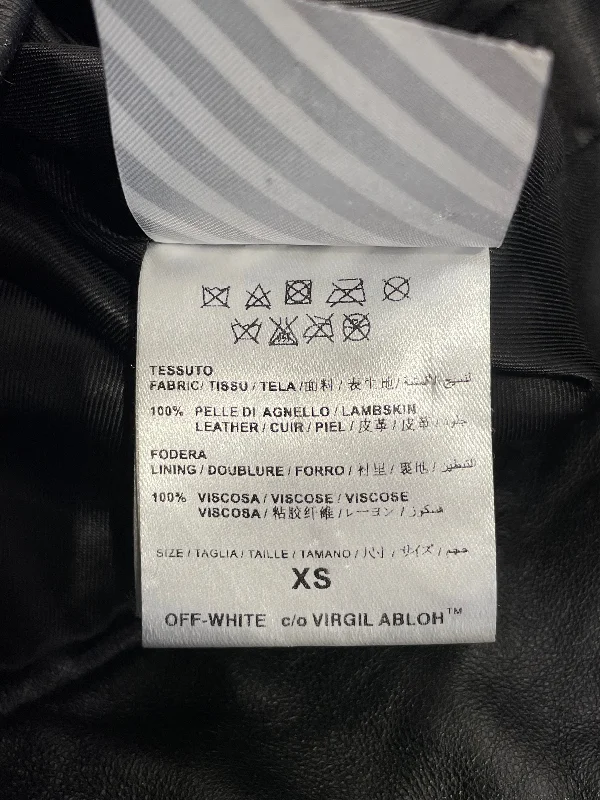 TESSUTO
FABRIC / TISSU / TELA / 面料 / 表生地 /
100% PELLE DI AGNELLO / LAMBSKIN
LEATHER / CUIR / PIEL / 皮革 / 皮革 /
FODERA
LINING / DOUBLURE / FORRO / 衬里 / 裏地 /
100% VISCOSA / VISCOSE / VISCOSE
VISCOSA / 粘胶纤维 / レーヨン / فسكوز
SIZE / TAGLIA / TAILLE / TAMANO / 尺寸 / サイズ / حجم
XS
OFF-WHITE c/o VIRGIL ABLOH™